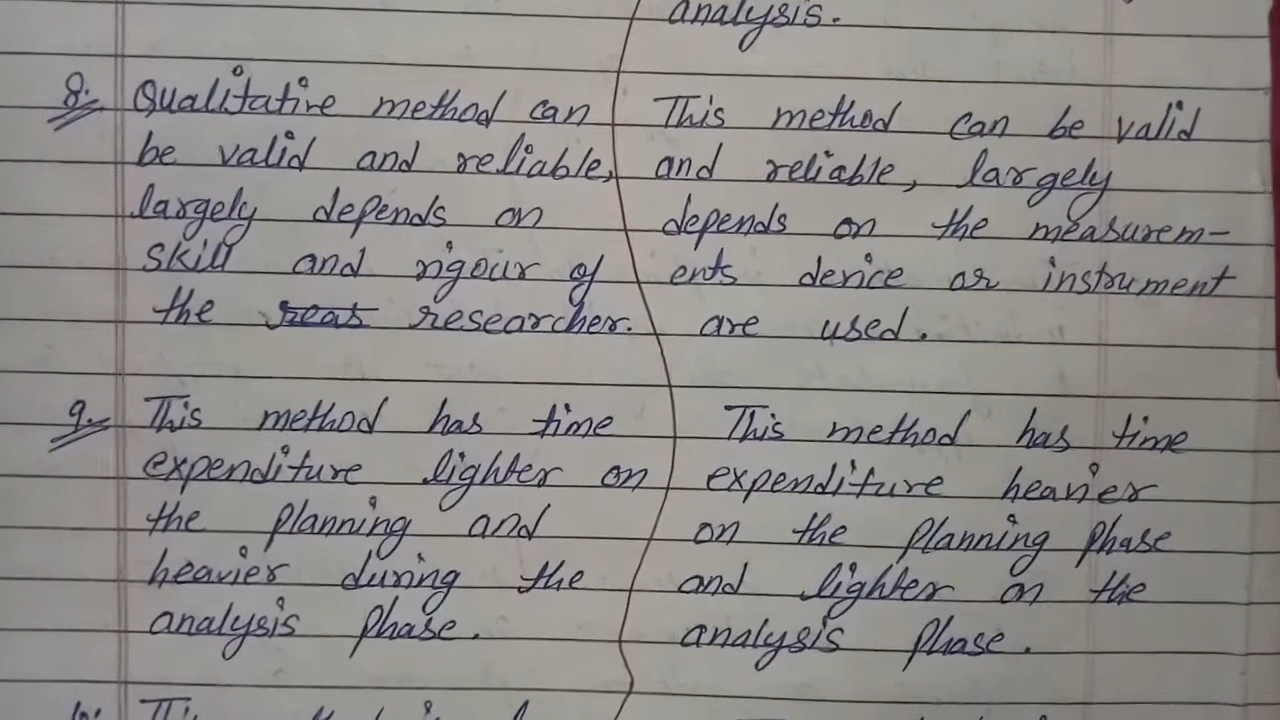 analysis.
8. Qualitative method can
be valid and reliable,
largely depends on
skill and rigour of
the researcher.
This method can be valid
and reliable, largely
depends on the measurem-
ents device or instrument
are used.
9. This method has time
expenditure lighter on
the planning and
heavier during the
analysis phase.
This method has time
expenditure heavier
on the planning phase
and lighter on the
analysis phase.